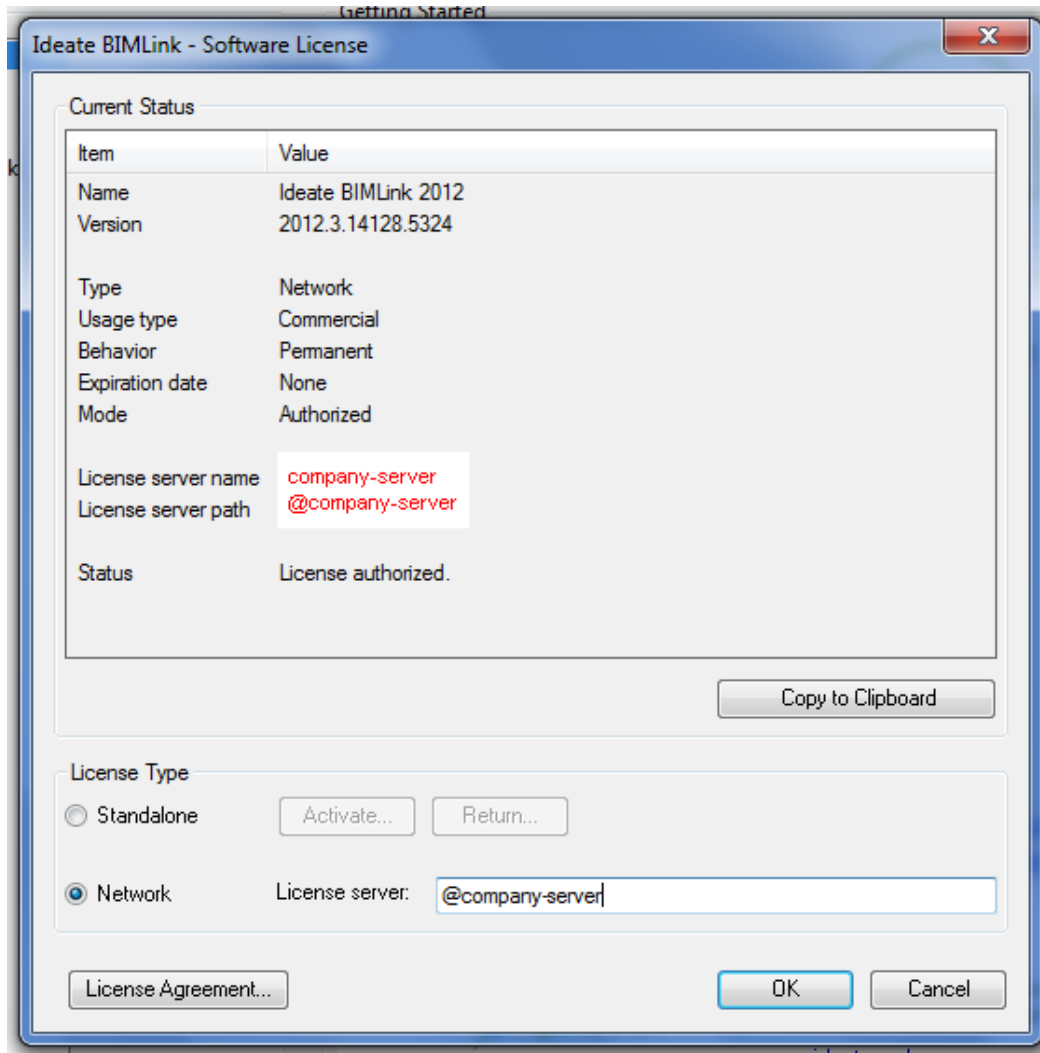 Getting Started
Ideate BIMLink - Software License
Current Status
Item Value
Name Ideate BIMLink 2012
Version 2012.3.14128.5324
Type Network
Usage type Commercial
Behavior Permanent
Expiration date None
Mode Authorized
License server name company-server
License server path @company-server
Status License authorized.
Copy to Clipboard
License Type
Standalone Activate... Return...
Network License server: @company-server
License Agreement... OK Cancel